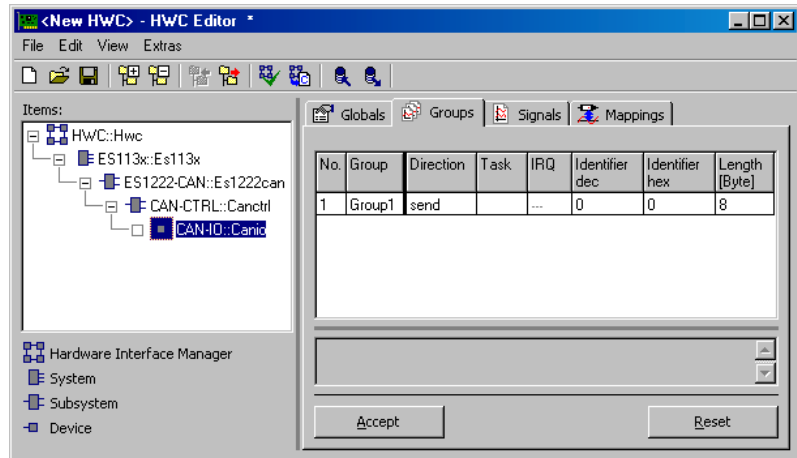 <New HWC> - HWC Editor *
File Edit View Extras
Items:
HWC::Hwc
ES113x::Es113x
ES1222-CAN::Es1222can
CAN-CTRL::Canctrl
CAN-IO::Canio
Hardware Interface Manager
System
Subsystem
Device
Globals Groups Signals Mappings
No. Group Direction Task IRQ Identifier dec Identifier hex Length [Byte]
1 Group1 send --- 0 0 8
Accept Reset